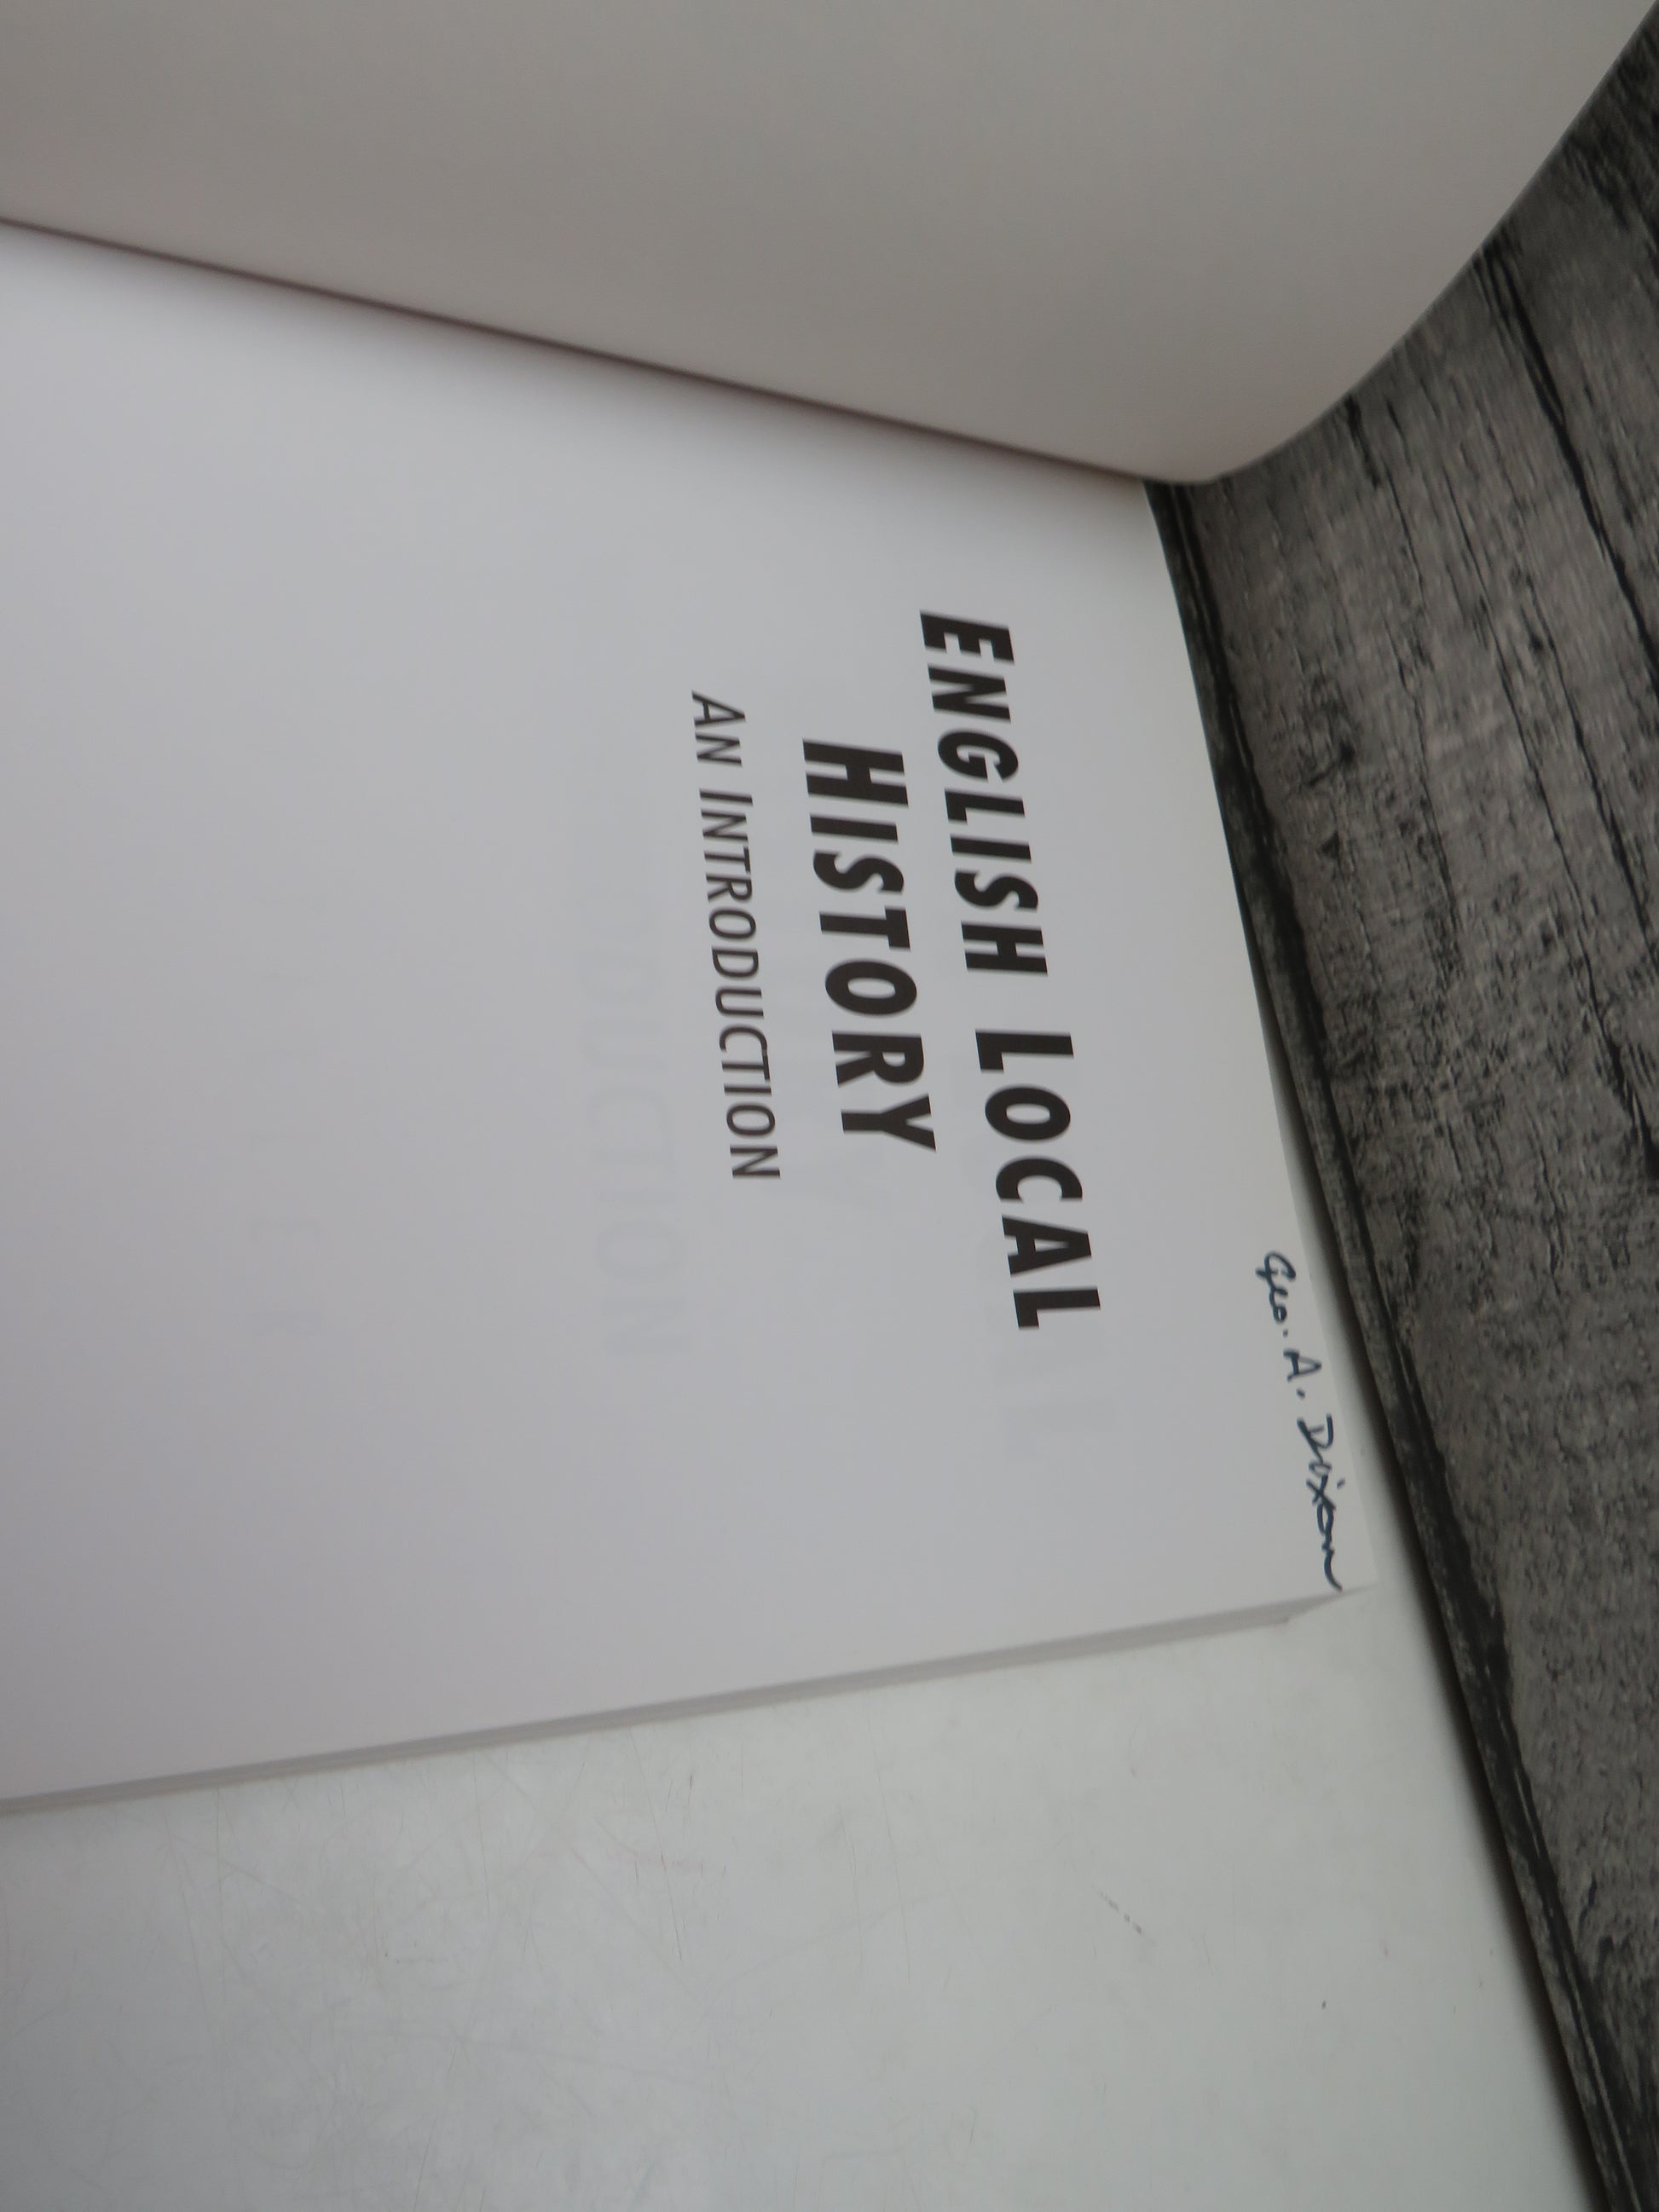 Geo. A. Dixon
ENGLISH LOCAL
HISTORY
AN INTRODUCTION